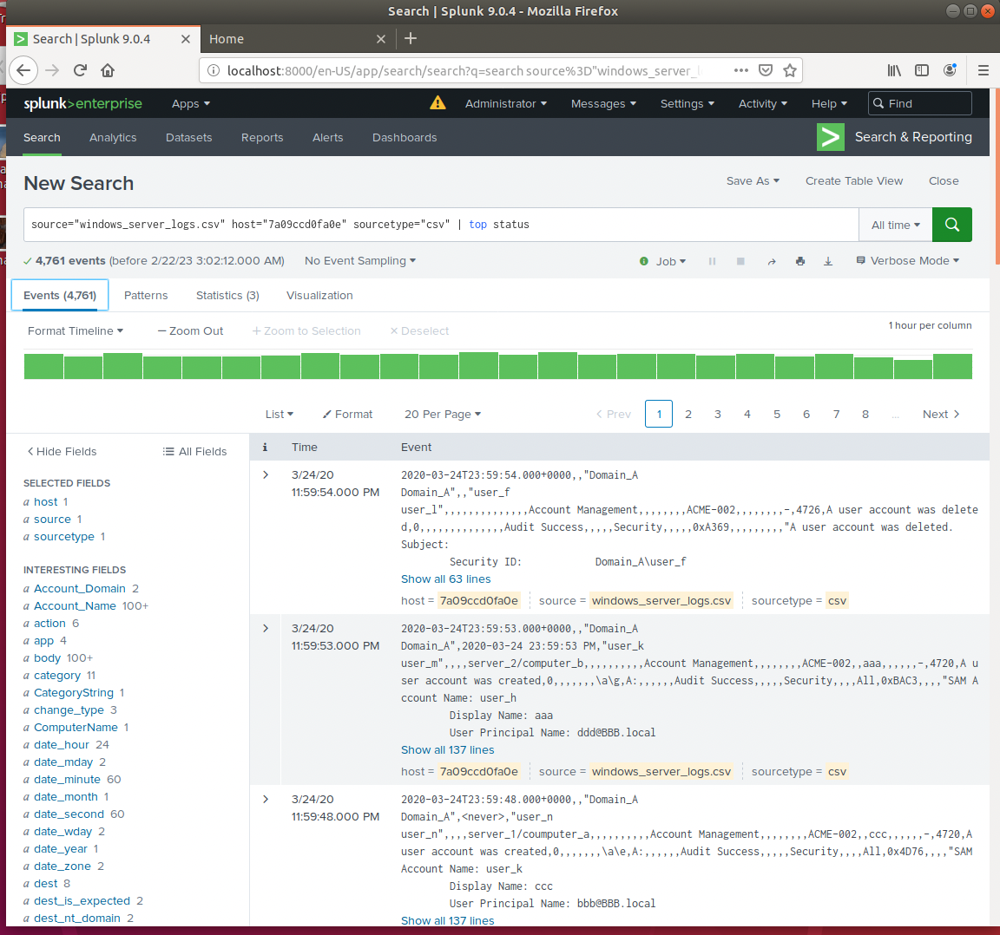 Search | Splunk 9.0.4 - Mozilla Firefox
Search | Splunk 9.0.4
Home
localhost:8000/en-US/app/search/search?q=search source%3D"windows_server_l
splunk>enterprise Apps Administrator Messages Settings Activity Help Find
Search Analytics Datasets Reports Alerts Dashboards Search & Reporting
New Search
Save As Create Table View Close
source="windows_server_logs.csv" host="7a09ccd0fa0e" sourcetype="csv" | top status
All time
4,761 events (before 2/22/23 3:02:12.000 AM) No Event Sampling Job Verbose Mode
Events (4,761) Patterns Statistics (3) Visualization
Format Timeline — Zoom Out + Zoom to Selection × Deselect
1 hour per column
List Format 20 Per Page < Prev 1 2 3 4 5 6 7 8 ... Next >
< Hide Fields All Fields
SELECTED FIELDS
a host 1
a source 1
a sourcetype 1
INTERESTING FIELDS
a Account_Domain 2
a Account_Name 100+
a action 6
a app 4
a body 100+
a category 11
a CategoryString 1
a change_type 3
a ComputerName 1
a date_hour 24
a date_mday 2
a date_minute 60
a date_month 1
a date_second 60
a date_wday 2
a date_year 1
a date_zone 2
a dest 8
a dest_is_expected 2
a dest_nt_domain 2
i Time Event
3/24/20
11:59:54.000 PM
2020-03-24T23:59:54.000+0000,,"Domain_A
Domain_A",,"user_f
user_l",,,,,,,,,,,,,,Account Management,,,,,,,,ACME-002,,,,,,,,-,4726,A user account was delete
d,0,,,,,,,,,,,,,Audit Success,,,,,Security,,,,,0xA369,,,,,,,,,"A user account was deleted.
Subject:
Security ID: Domain_A\user_f
Show all 63 lines
host = 7a09ccd0fa0e source = windows_server_logs.csv sourcetype = csv
3/24/20
11:59:53.000 PM
2020-03-24T23:59:53.000+0000,,"Domain_A
Domain_A",2020-03-24 23:59:53 PM,"user_k
user_m",,,,server_2/computer_b,,,,,,,,,,Account Management,,,,,,,,ACME-002,,aaa,,,,,,-,4720,A u
ser account was created,0,,,,,,,\a\g,A:,,,,,,Audit Success,,,,,Security,,,,All,0xBAC3,,,,"SAM A
ccount Name: user_h
Display Name: aaa
User Principal Name: ddd@BBB.local
Show all 137 lines
host = 7a09ccd0fa0e source = windows_server_logs.csv sourcetype = csv
3/24/20
11:59:48.000 PM
2020-03-24T23:59:48.000+0000,,"Domain_A
Domain_A",<never>,"user_n
user_n",,,,server_1/coumputer_a,,,,,,,,,,Account Management,,,,,,,,ACME-002,,ccc,,,,,,-,4720,A
user account was created,0,,,,,,,\a\e,A:,,,,,,Audit Success,,,,,Security,,,,All,0x4D76,,,,"SAM
Account Name: user_k
Display Name: ccc
User Principal Name: bbb@BBB.local
Show all 137 lines